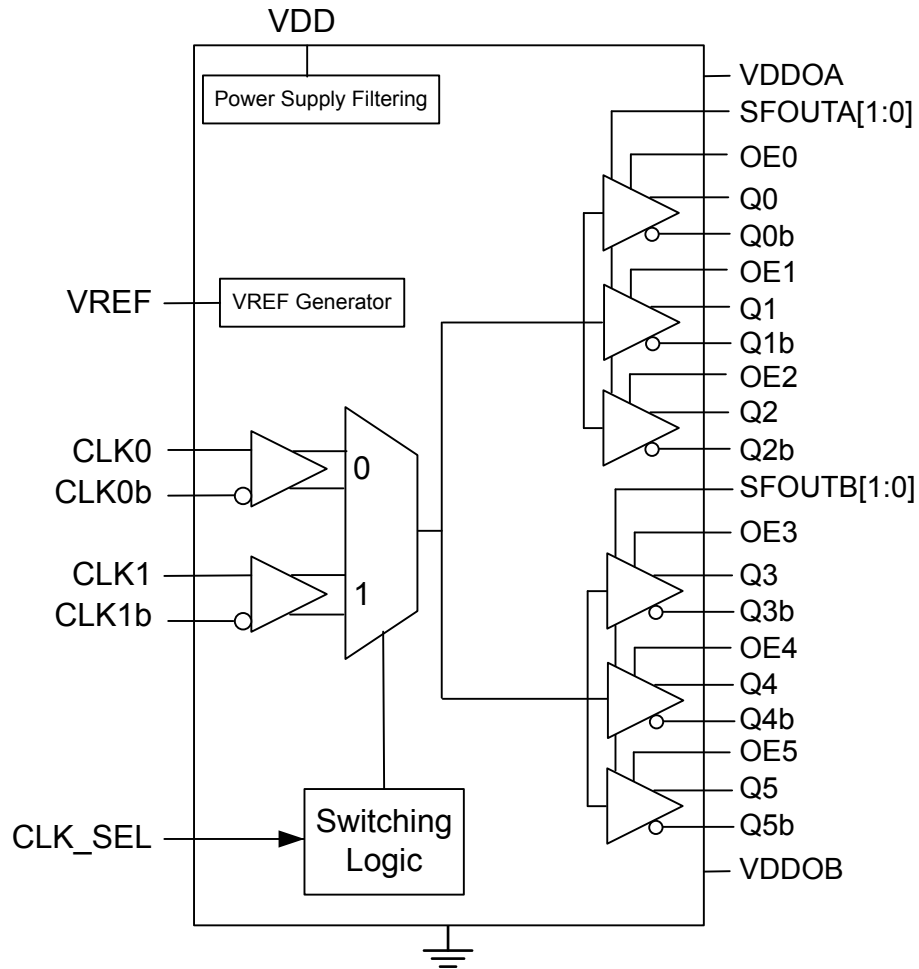 VDD
Power Supply Filtering
VREF
VREF Generator
CLK0
CLK0b
CLK1
CLK1b
0
1
CLK_SEL
Switching
Logic
VDDOA
SFOUTA[1:0]
OE0
Q0
Q0b
OE1
Q1
Q1b
OE2
Q2
Q2b
SFOUTB[1:0]
OE3
Q3
Q3b
OE4
Q4
Q4b
OE5
Q5
Q5b
VDDOB